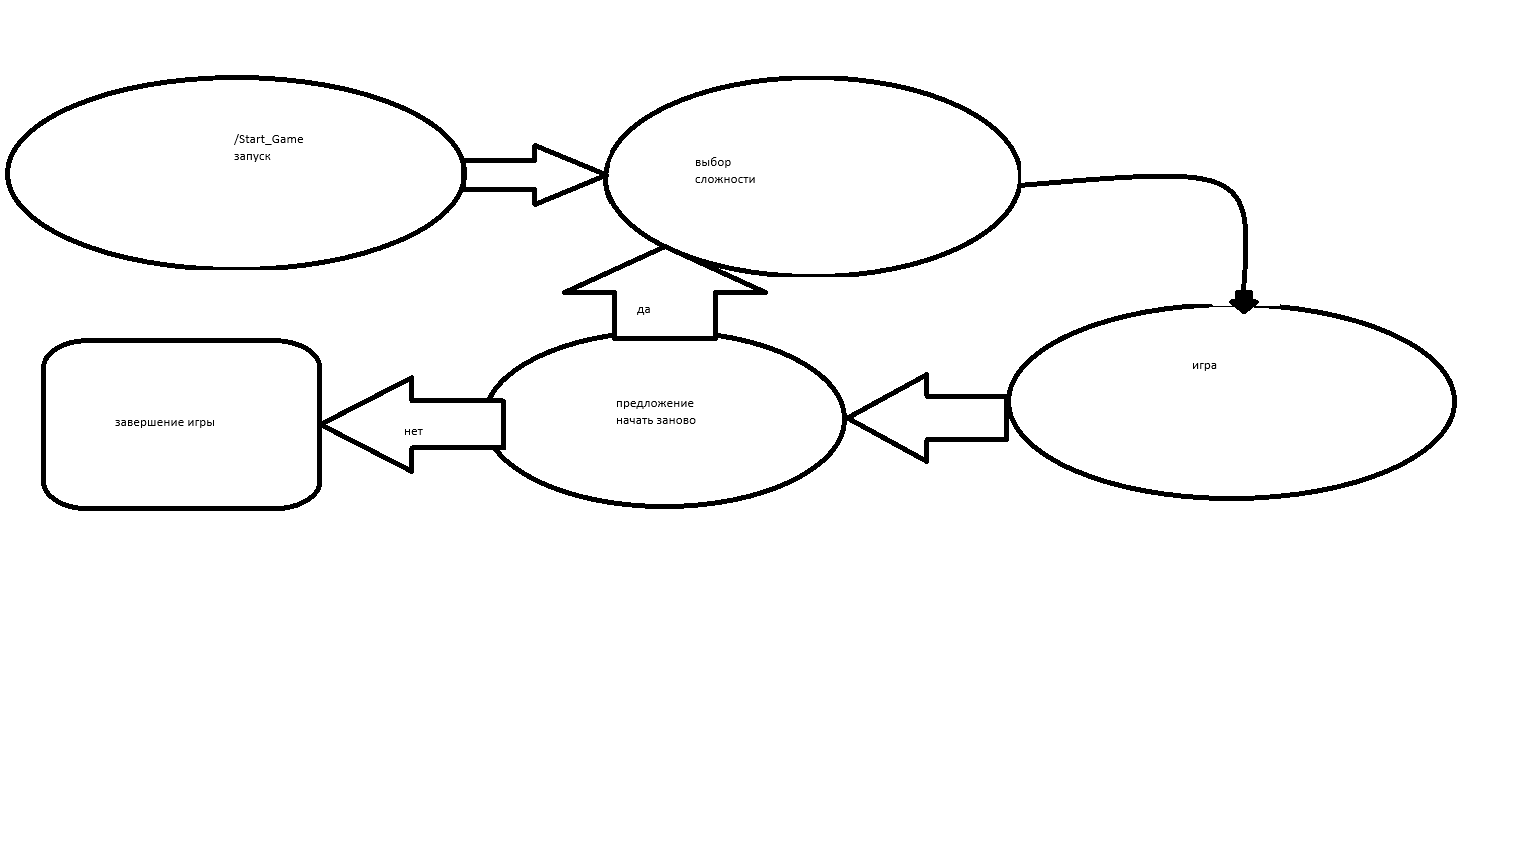 /Start_Game
запуск
выбор
сложности
да
игра
предложение
начать заново
нет
завершение игры